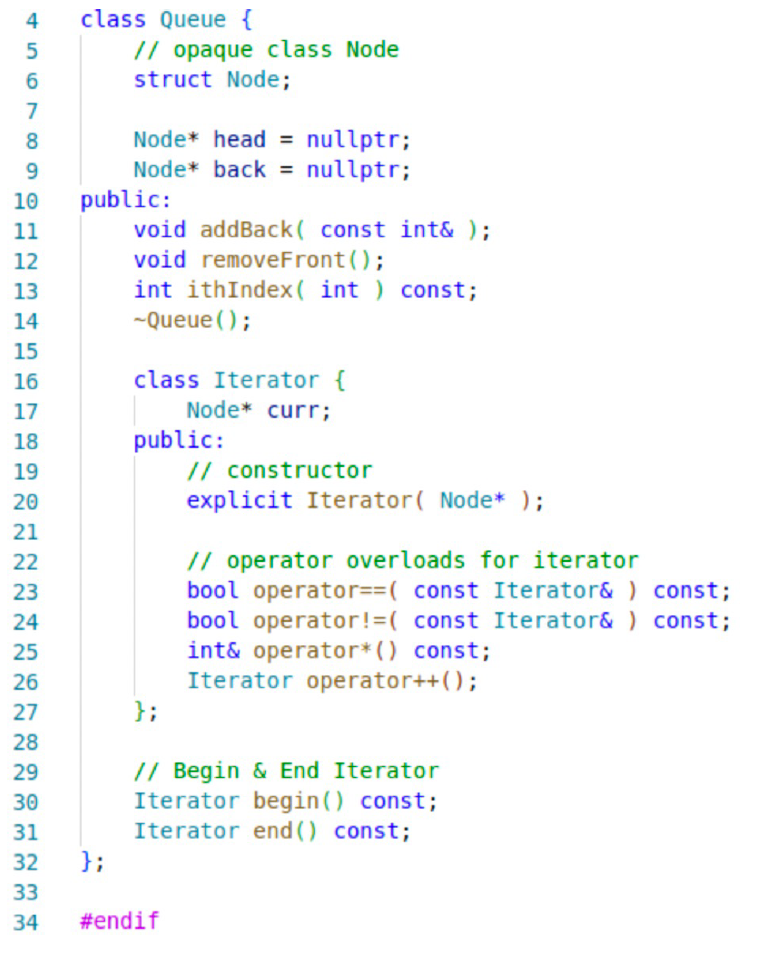 4 class Queue {
5     // opaque class Node
6     struct Node;
7
8     Node* head = nullptr;
9     Node* back = nullptr;
10 public:
11     void addBack( const int& );
12     void removeFront();
13     int ithIndex( int ) const;
14     ~Queue();
15
16     class Iterator {
17         Node* curr;
18     public:
19         // constructor
20         explicit Iterator( Node* );
21
22         // operator overloads for iterator
23         bool operator==( const Iterator& ) const;
24         bool operator!=( const Iterator& ) const;
25         int& operator*() const;
26         Iterator operator++();
27     };
28
29     // Begin & End Iterator
30     Iterator begin() const;
31     Iterator end() const;
32 };
33
34 #endif